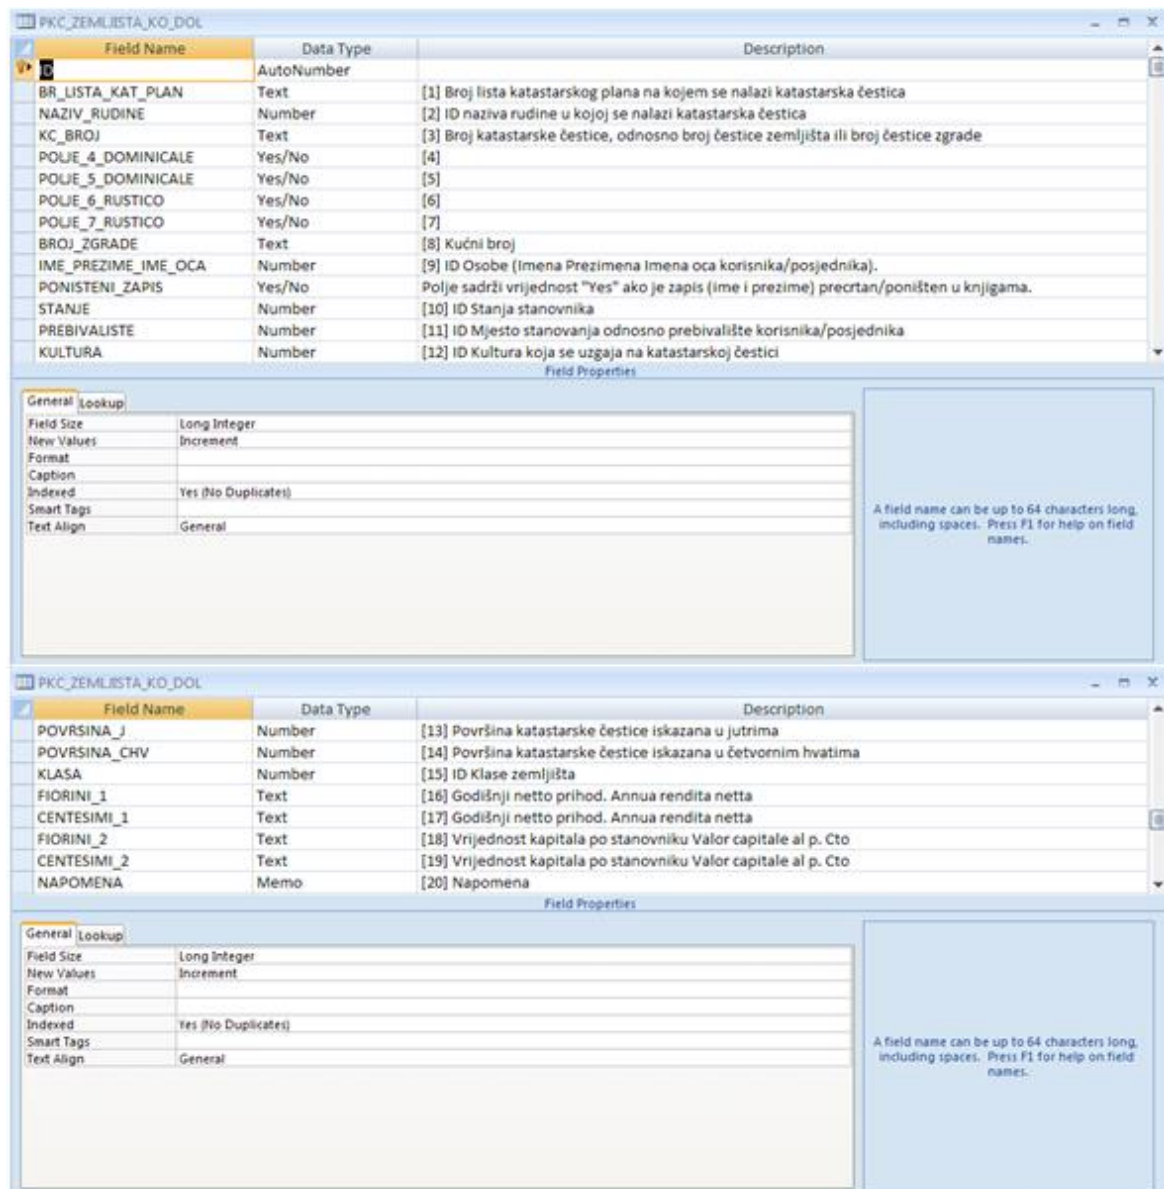 PKC_ZEMLJISTA_KO_DOL
Field Name Data Type Description
ID AutoNumber
BR_LISTA_KAT_PLAN Text [1] Broj lista katastarskog plana na kojem se nalazi katastarska čestica
NAZIV_RUDINE Number [2] ID naziva rudine u kojoj se nalazi katastarska čestica
KC_BROJ Text [3] Broj katastarske čestice, odnosno broj čestice zemljišta ili broj čestice zgrade
POLJE_4_DOMINICALE Yes/No [4]
POLJE_5_DOMINICALE Yes/No [5]
POLJE_6_RUSTICO Yes/No [6]
POLJE_7_RUSTICO Yes/No [7]
BROJ_ZGRADE Text [8] Kućni broj
IME_PREZIME_IME_OCA Number [9] ID Osobe (Imena Prezimena Imena oca korisnika/posjednika).
PONISTENI_ZAPIS Yes/No Polje sadrži vrijednost "Yes" ako je zapis (ime i prezime) precrtan/poništen u knjigama.
STANJE Number [10] ID Stanja stanovnika
PREBIVALISTE Number [11] ID Mjesto stanovanja odnosno prebivalište korisnika/posjednika
KULTURA Number [12] ID Kultura koja se uzgaja na katastarskoj čestici
Field Properties
General Lookup
Field Size Long Integer
New Values Increment
Format
Caption
Indexed Yes (No Duplicates)
Smart Tags
Text Align General
A field name can be up to 64 characters long,
including spaces. Press F1 for help on field
names.
PKC_ZEMLJISTA_KO_DOL
Field Name Data Type Description
POVRSINA_J Number [13] Površina katastarske čestice iskazana u jutrima
POVRSINA_CHV Number [14] Površina katastarske čestice iskazana u četvornim hvatima
KLASA Number [15] ID Klase zemljišta
FIORINI_1 Text [16] Godišnji netto prihod. Annua rendita netta
CENTESIMI_1 Text [17] Godišnji netto prihod. Annua rendita netta
FIORINI_2 Text [18] Vrijednost kapitala po stanovniku Valor capitale al p. Cto
CENTESIMI_2 Text [19] Vrijednost kapitala po stanovniku Valor capitale al p. Cto
NAPOMENA Memo [20] Napomena
Field Properties
General Lookup
Field Size Long Integer
New Values Increment
Format
Caption
Indexed Yes (No Duplicates)
Smart Tags
Text Align General
A field name can be up to 64 characters long,
including spaces. Press F1 for help on field
names.